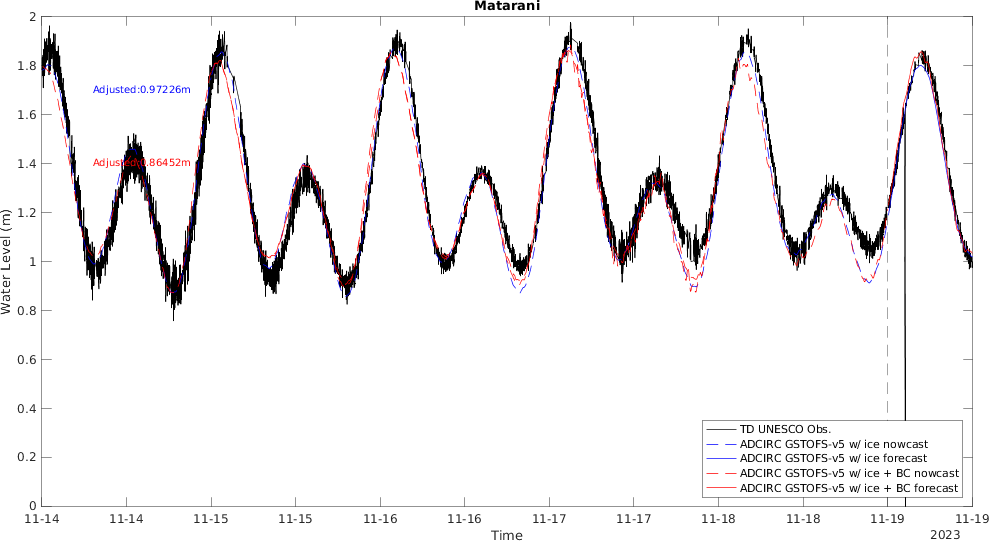 Matarani
2
1.8
1.6
1.4
1.2
1
0.8
0.6
0.4
0.2
0
Water Level (m)
Adjusted:0.97226m
Adjusted:0.86452m
TD UNESCO Obs.
ADCIRC GSTOFS-v5 w/ ice nowcast
ADCIRC GSTOFS-v5 w/ ice forecast
ADCIRC GSTOFS-v5 w/ ice + BC nowcast
ADCIRC GSTOFS-v5 w/ ice + BC forecast
11-14 11-14 11-15 11-15 11-16 11-16 11-17 11-17 11-18 11-18 11-19 11-19
Time
2023